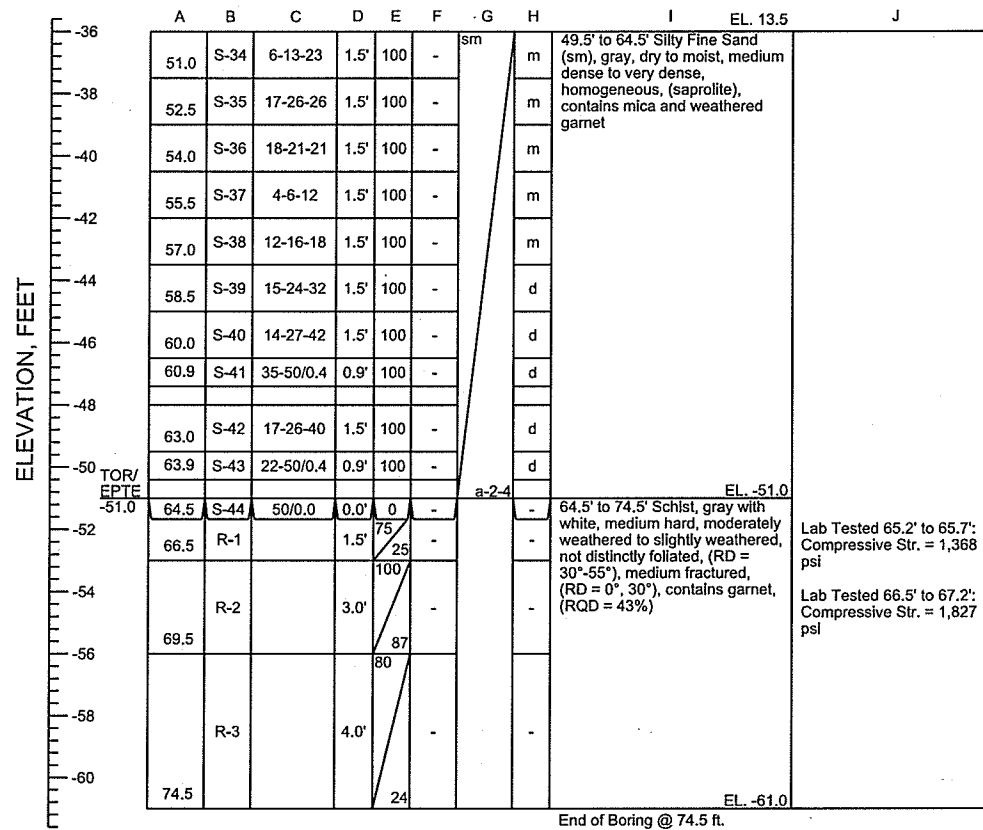 A B C D E F G H I EL. 13.5 J
ELEVATION, FEET
-36
-38
-40
-42
-44
-46
-48
-50
TOR/
EPTE
-51.0
-52
-54
-56
-58
-60
51.0 S-34 6-13-23 1.5' 100 - sm m
52.5 S-35 17-26-26 1.5' 100 - m
54.0 S-36 18-21-21 1.5' 100 - m
55.5 S-37 4-6-12 1.5' 100 - m
57.0 S-38 12-16-18 1.5' 100 - m
58.5 S-39 15-24-32 1.5' 100 - d
60.0 S-40 14-27-42 1.5' 100 - d
60.9 S-41 35-50/0.4 0.9' 100 - d
63.0 S-42 17-26-40 1.5' 100 - d
63.9 S-43 22-50/0.4 0.9' 100 - d
a-2-4
64.5 S-44 50/0.0 0.0' 0 - -
66.5 R-1 1.5' 75 25 - -
69.5 R-2 3.0' 100 87 - -
74.5 R-3 4.0' 80 24 - -
49.5' to 64.5' Silty Fine Sand
(sm), gray, dry to moist, medium
dense to very dense,
homogeneous, (saprolite),
contains mica and weathered
garnet
EL. -51.0
64.5' to 74.5' Schist, gray with
white, medium hard, moderately
weathered to slightly weathered,
not distinctly foliated, (RD =
30°-55°), medium fractured,
(RD = 0°, 30°), contains garnet,
(RQD = 43%)
EL. -61.0
Lab Tested 65.2' to 65.7':
Compressive Str. = 1,368
psi
Lab Tested 66.5' to 67.2':
Compressive Str. = 1,827
psi
End of Boring @ 74.5 ft.